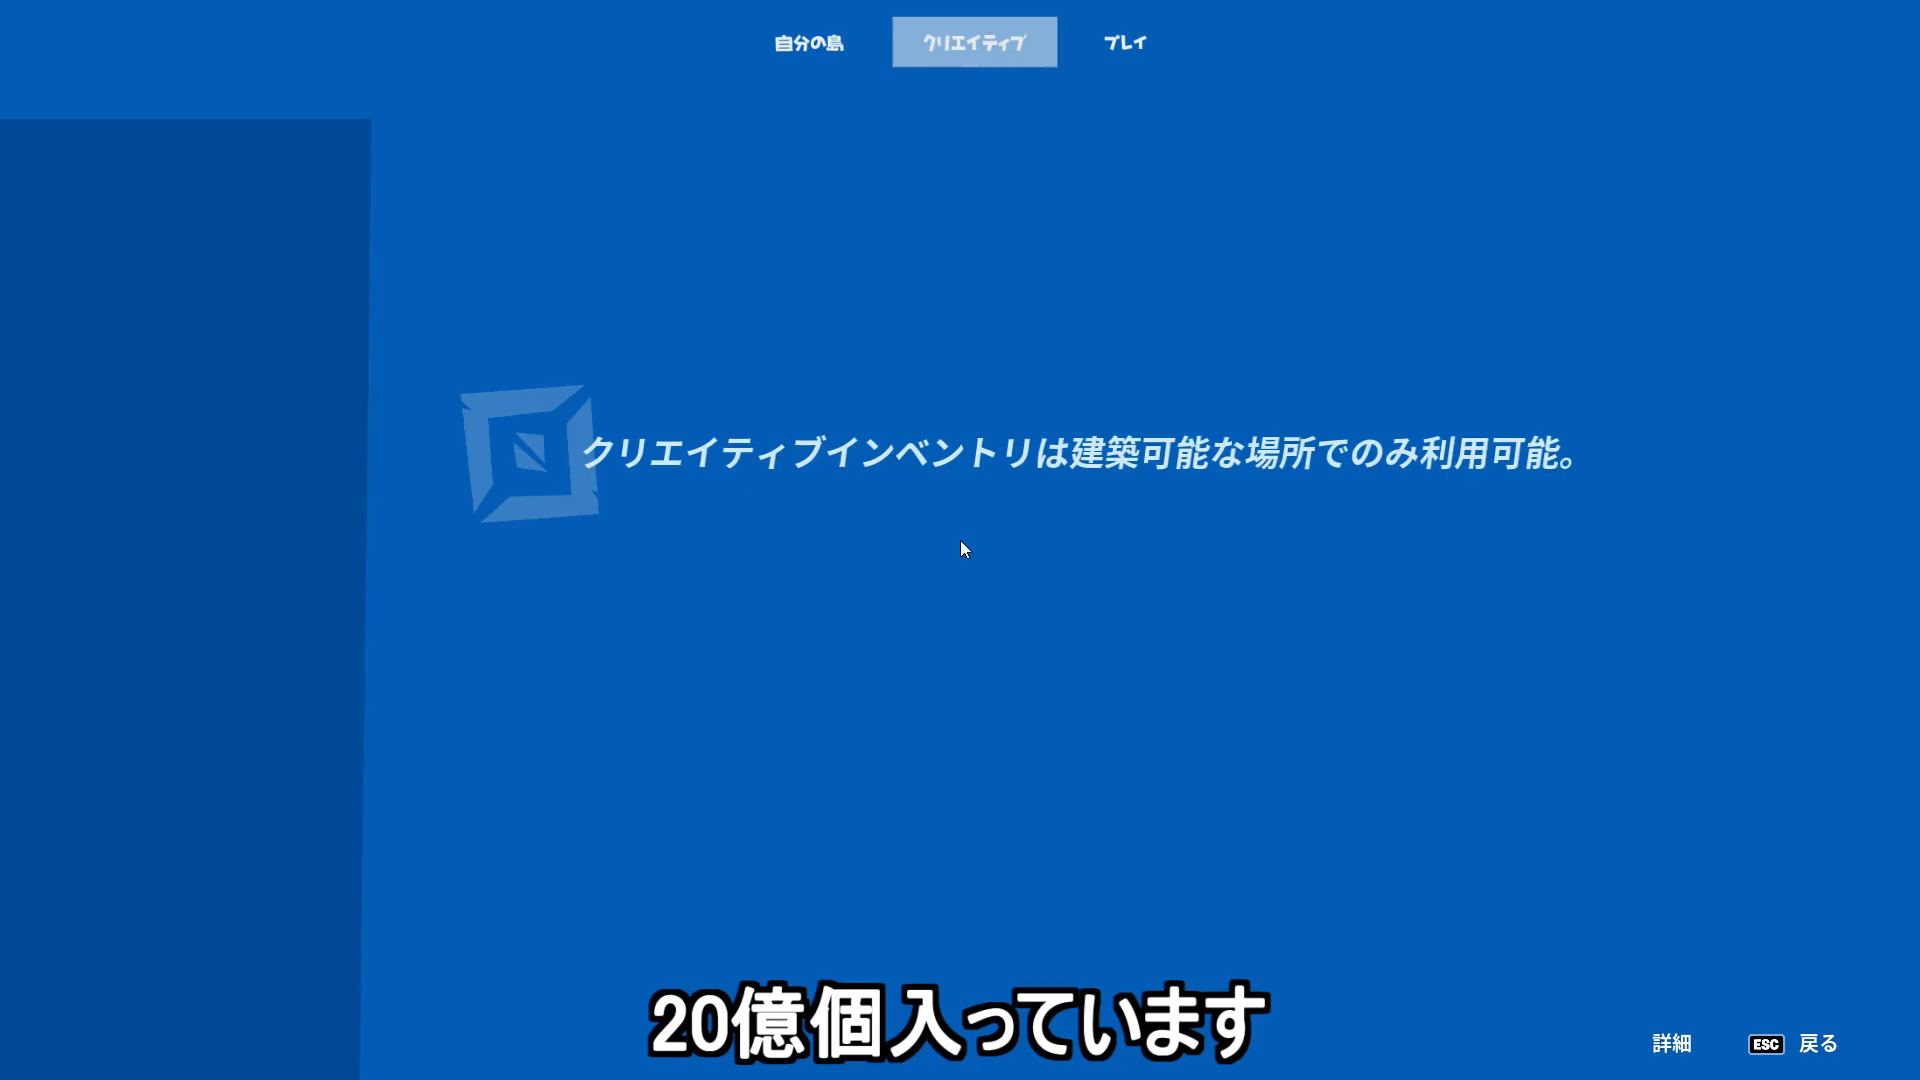 自分の島
クリエイティブ
プレイ
クリエイティブインベントリは建築可能な場所でのみ利用可能。
20億個入っています
詳細
ESC 戻る